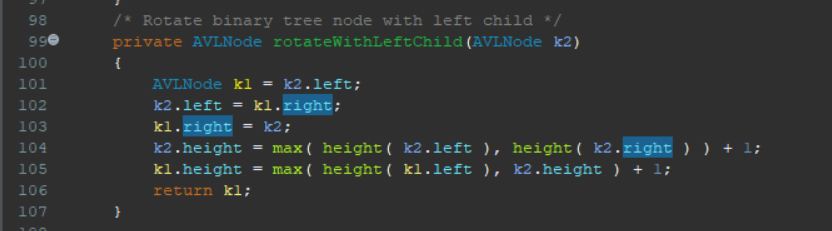 98 /* Rotate binary tree node with left child */
99 private AVLNode rotateWithLeftChild(AVLNode k2)
100 {
101 AVLNode k1 = k2.left;
102 k2.left = k1.right;
103 k1.right = k2;
104 k2.height = max( height( k2.left ), height( k2.right ) ) + 1;
105 k1.height = max( height( k1.left ), k2.height ) + 1;
106 return k1;
107 }